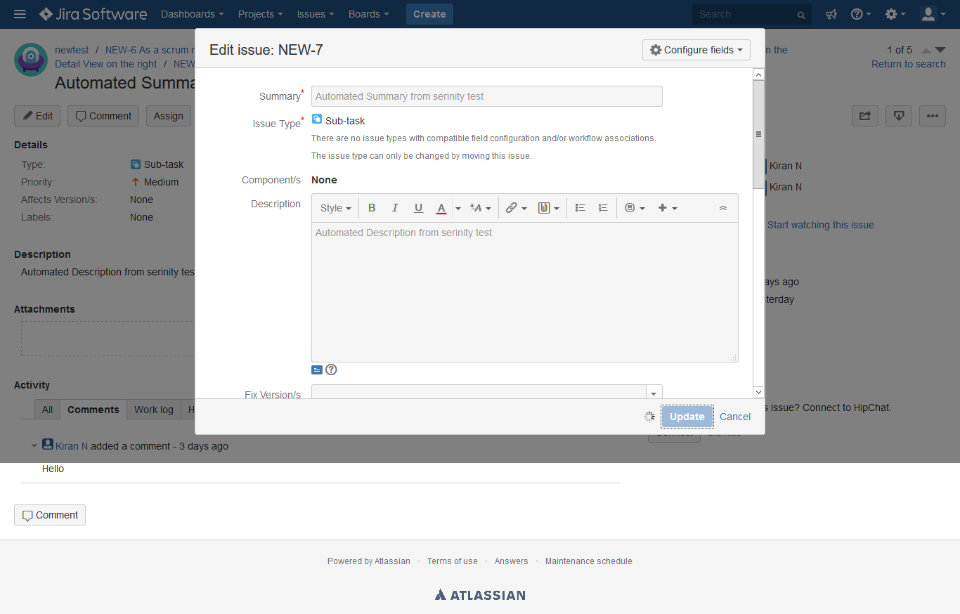 Jira Software Dashboards Projects Issues Boards Create Search
newtest / NEW-6 As a scrum
Detail View on the right / NEW
Automated Summa
Edit Comment Assign
Details
Type: Sub-task
Priority: Medium
Affects Version/s: None
Labels: None
Description
Automated Description from serinity tes
Attachments
Activity
All Comments Work log H
Kiran N added a comment - 3 days ago
Hello
Comment
Edit issue: NEW-7
Configure fields
Summary*
Automated Summary from serinity test
Issue Type*
Sub-task
There are no issue types with compatible field configuration and/or workflow associations.
The issue type can only be changed by moving this issue.
Component/s None
Description
Style B I U A A
Automated Description from serinity test
Fix Version/s
Update Cancel
n the
1 of 5
Return to search
Kiran N
Kiran N
Start watching this issue
ays ago
terday
s issue? Connect to HipChat.
Powered by Atlassian · Terms of use · Answers · Maintenance schedule
ATLASSIAN